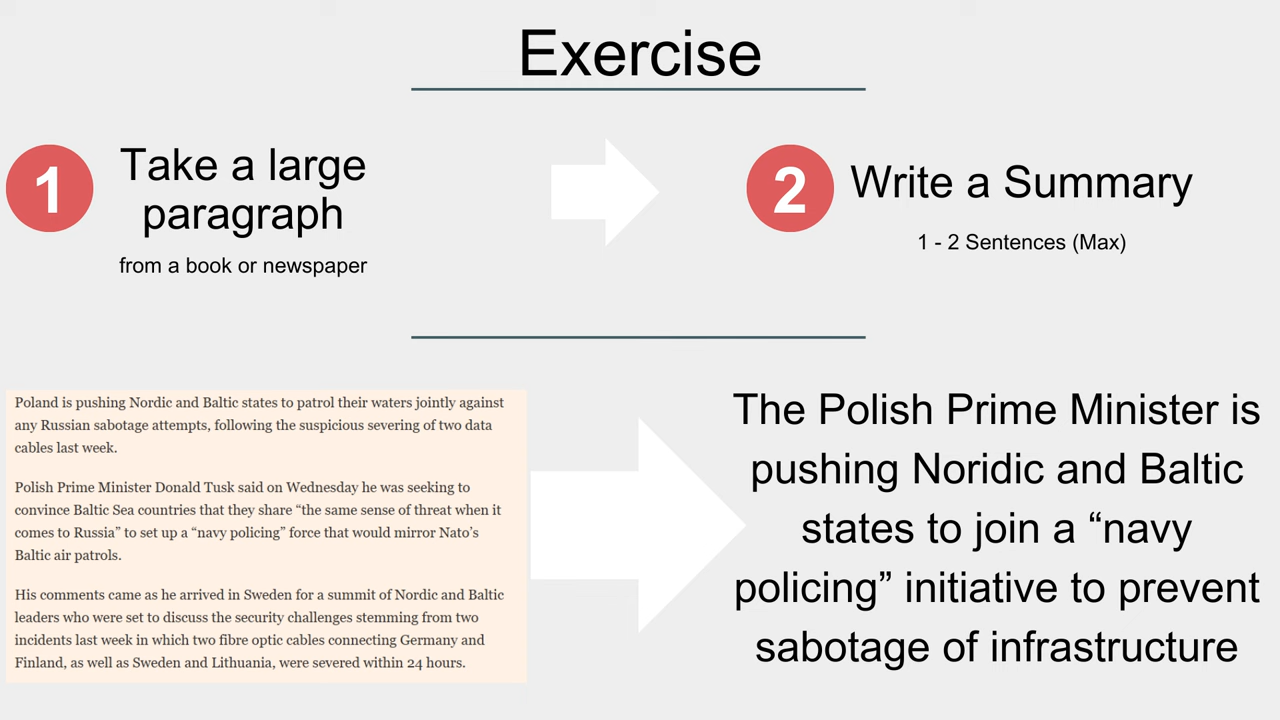 Exercise
1
Take a large
paragraph
from a book or newspaper
2
Write a Summary
1 - 2 Sentences (Max)
Poland is pushing Nordic and Baltic states to patrol their waters jointly against
any Russian sabotage attempts, following the suspicious severing of two data
cables last week.
Polish Prime Minister Donald Tusk said on Wednesday he was seeking to
convince Baltic Sea countries that they share “the same sense of threat when it
comes to Russia” to set up a “navy policing” force that would mirror Nato’s
Baltic air patrols.
His comments came as he arrived in Sweden for a summit of Nordic and Baltic
leaders who were set to discuss the security challenges stemming from two
incidents last week in which two fibre optic cables connecting Germany and
Finland, as well as Sweden and Lithuania, were severed within 24 hours.
The Polish Prime Minister is
pushing Noridic and Baltic
states to join a “navy
policing” initiative to prevent
sabotage of infrastructure